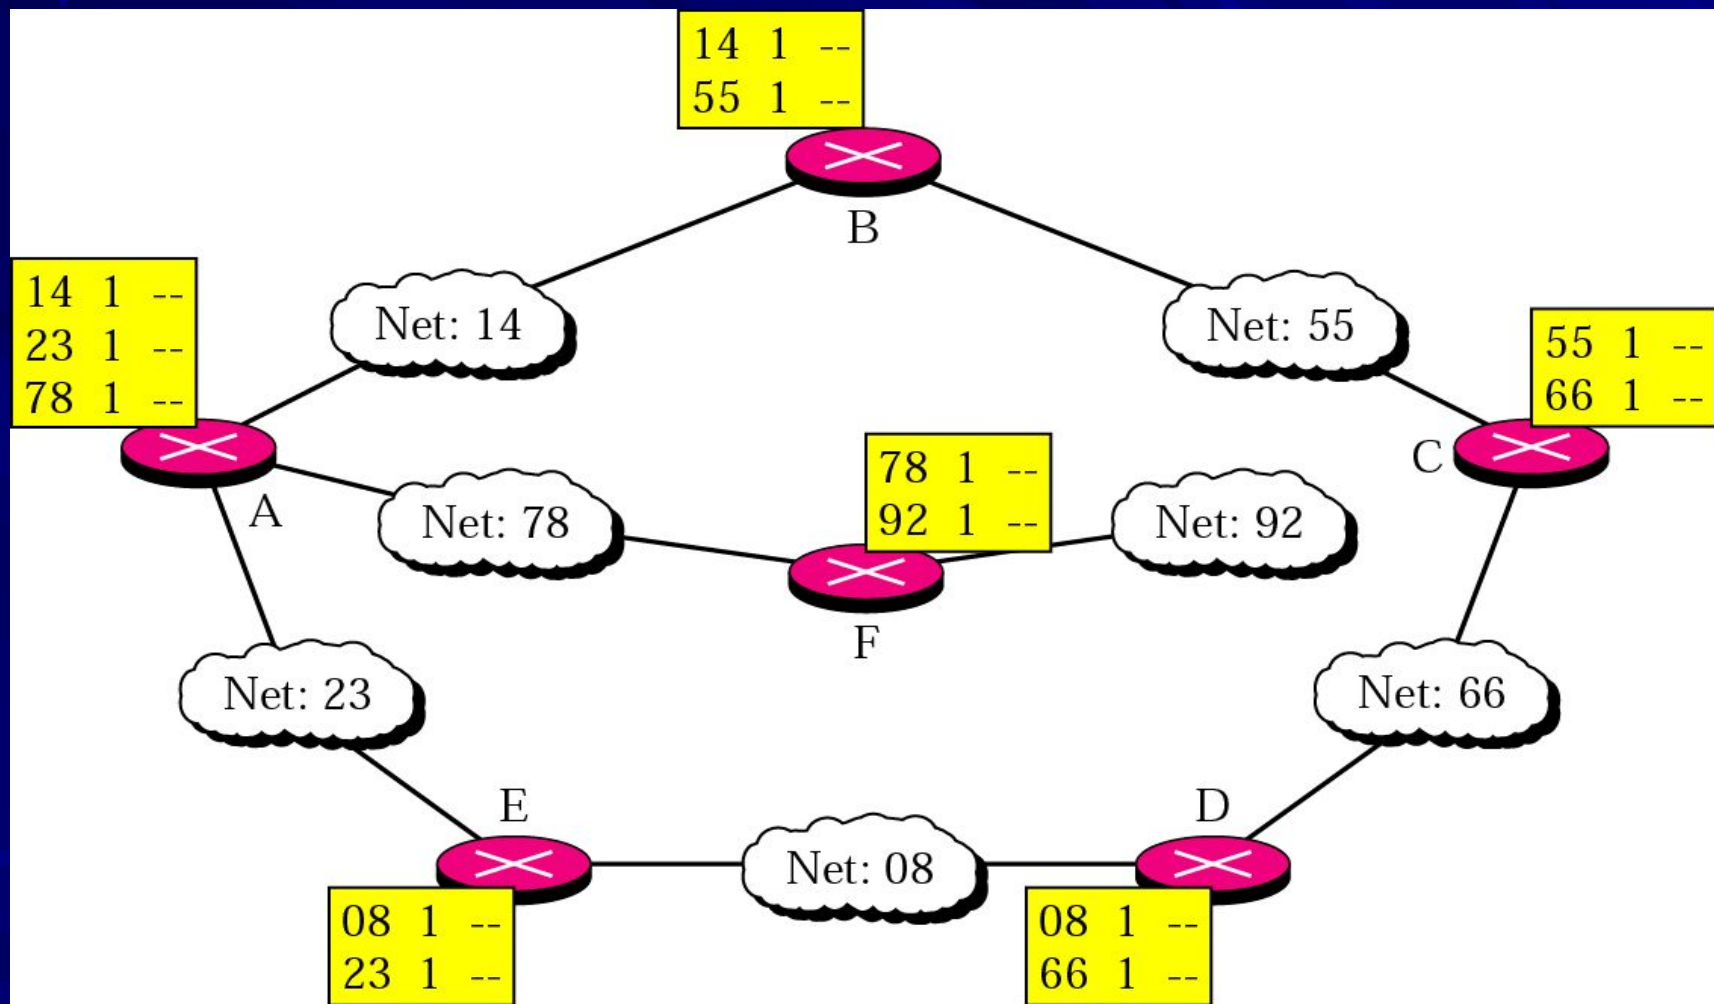 14 1 --
55 1 --
B
14 1 --
23 1 --
78 1 --
Net: 14
Net: 55
55 1 --
66 1 --
A
Net: 78
78 1 --
92 1 --
Net: 92
C
F
Net: 23
Net: 66
E
Net: 08
D
08 1 --
23 1 --
08 1 --
66 1 --